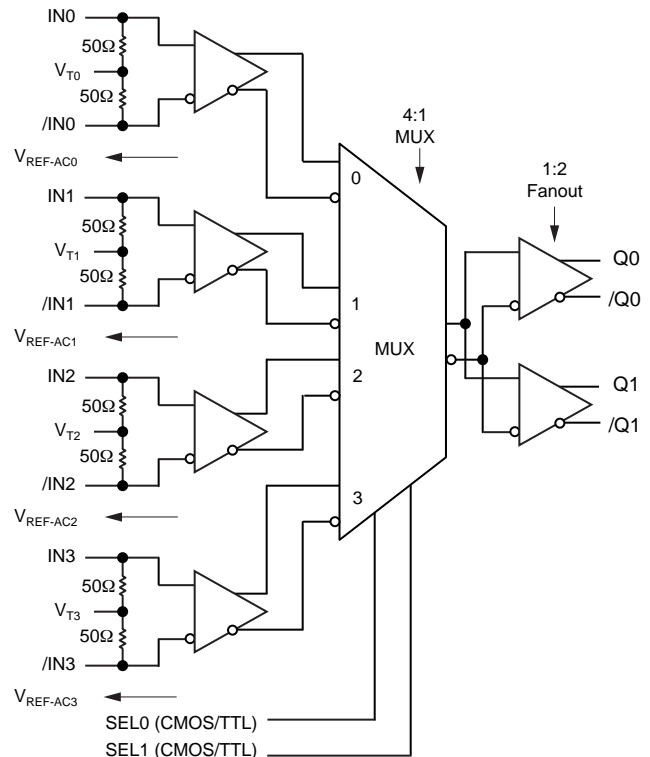 IN0
50Ω
VT0
50Ω
/IN0
VREF-AC0
IN1
50Ω
VT1
50Ω
/IN1
VREF-AC1
IN2
50Ω
VT2
50Ω
/IN2
VREF-AC2
IN3
50Ω
VT3
50Ω
/IN3
VREF-AC3
SEL0 (CMOS/TTL)
SEL1 (CMOS/TTL)
4:1
MUX
0
1
2
3
MUX
1:2
Fanout
Q0
/Q0
Q1
/Q1